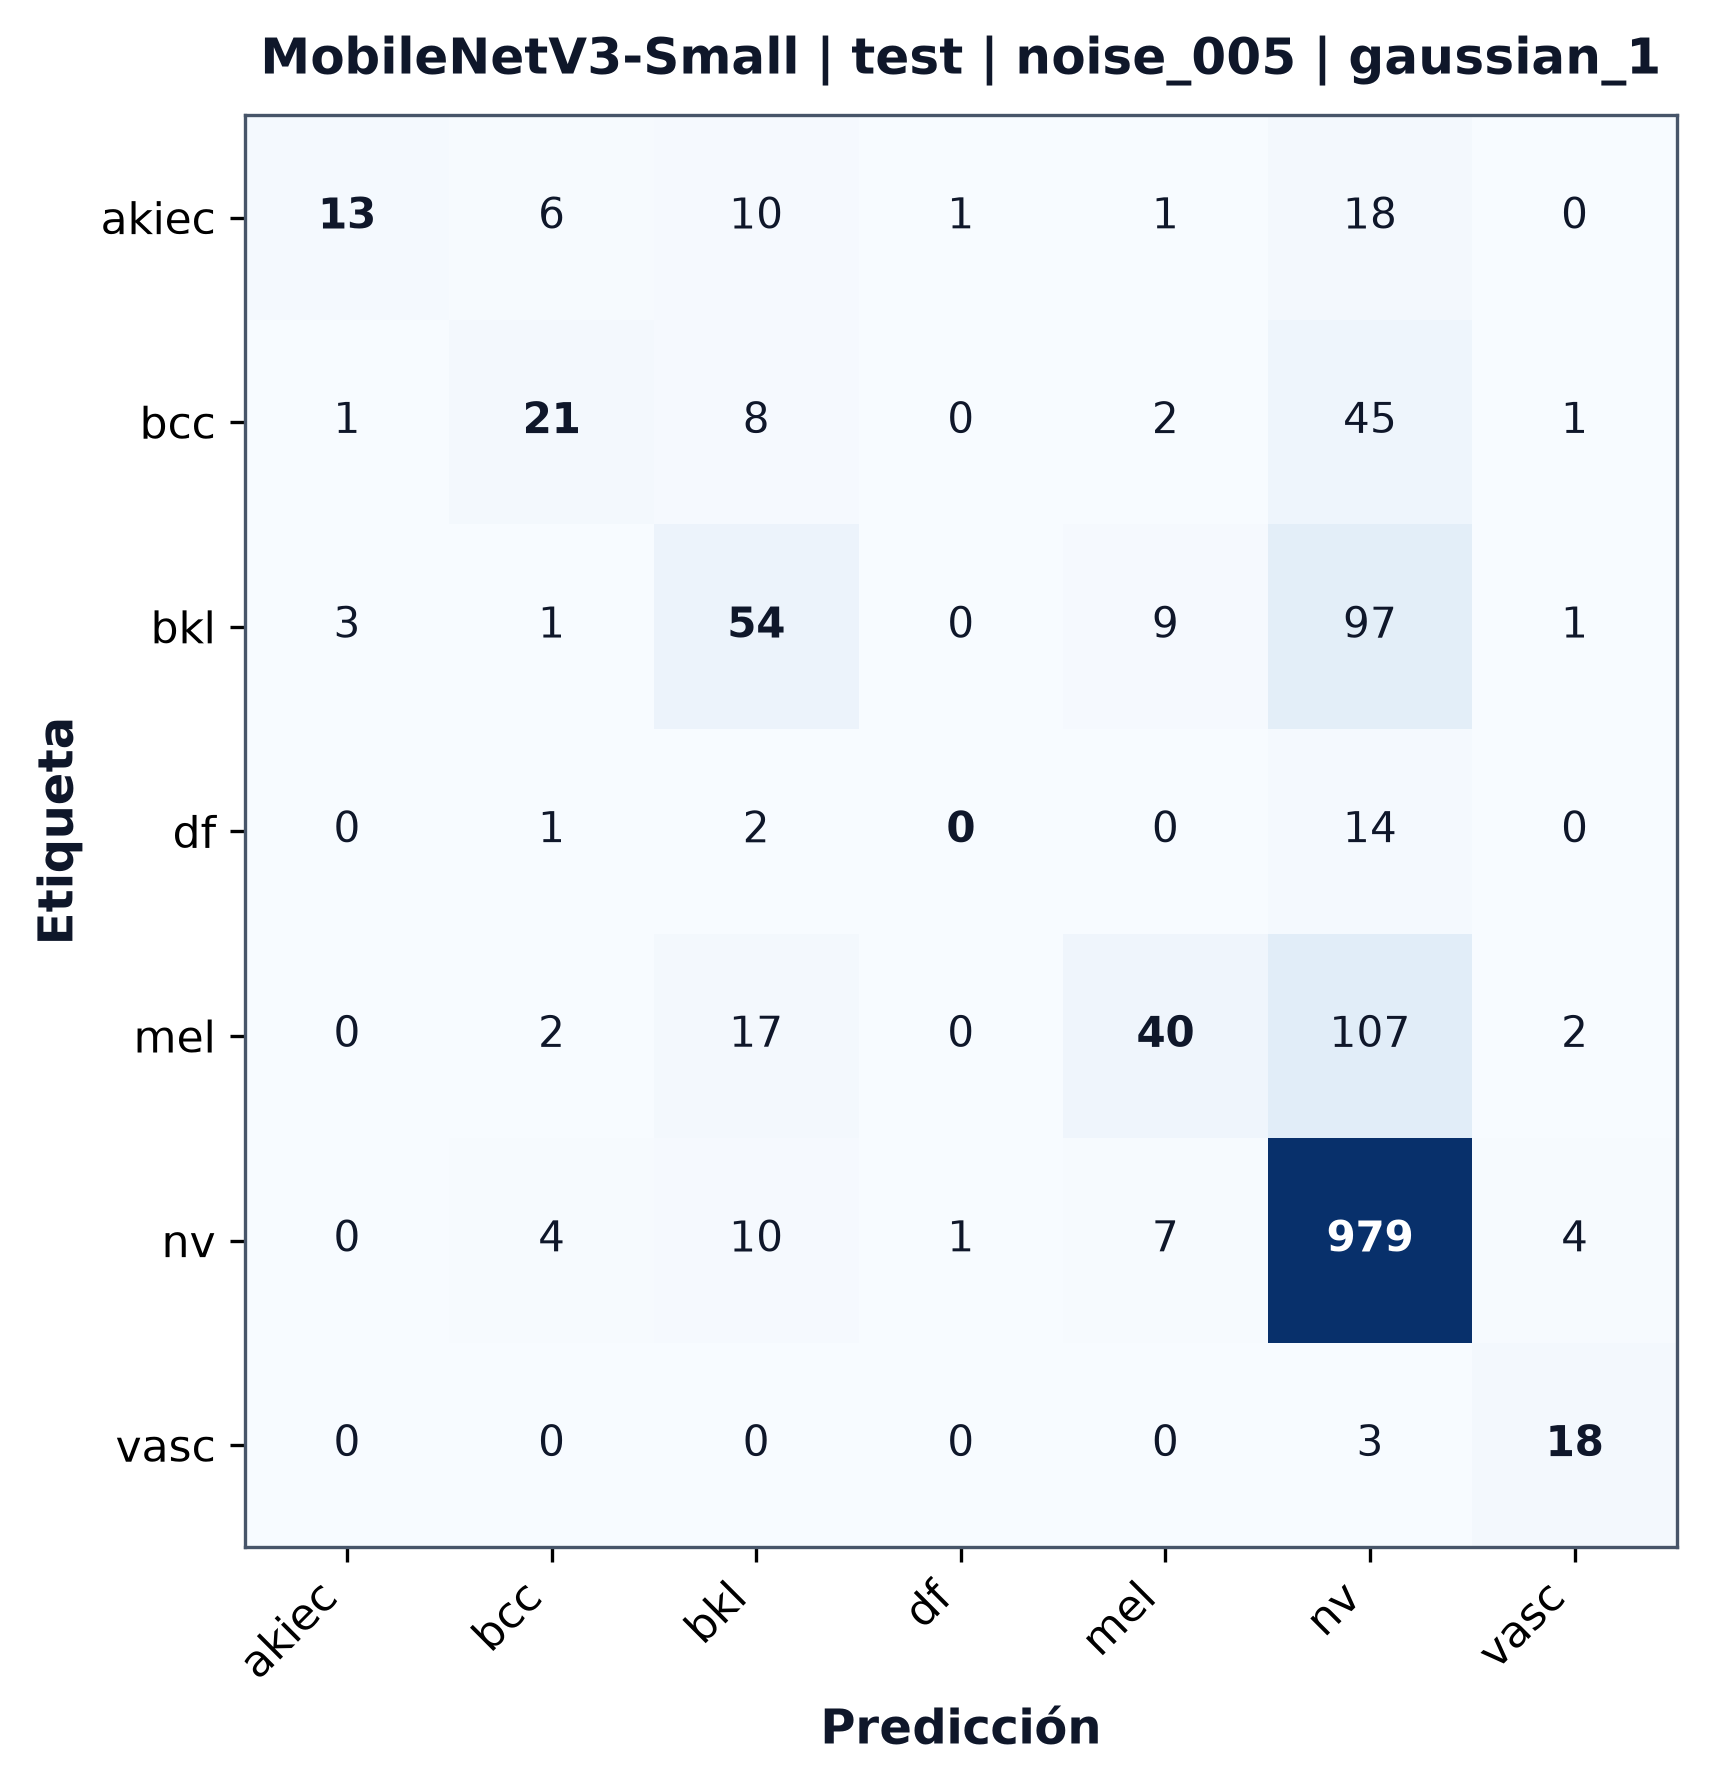 MobileNetV3-Small | test | noise_005 | gaussian_1
akiec 13 6 10 1 1 18 0
bcc 1 21 8 0 2 45 1
bkl 3 1 54 0 9 97 1
df 0 1 2 0 0 14 0
mel 0 2 17 0 40 107 2
nv 0 4 10 1 7 979 4
vasc 0 0 0 0 0 3 18
Etiqueta
akiec bcc bkl df mel nv vasc
Predicción